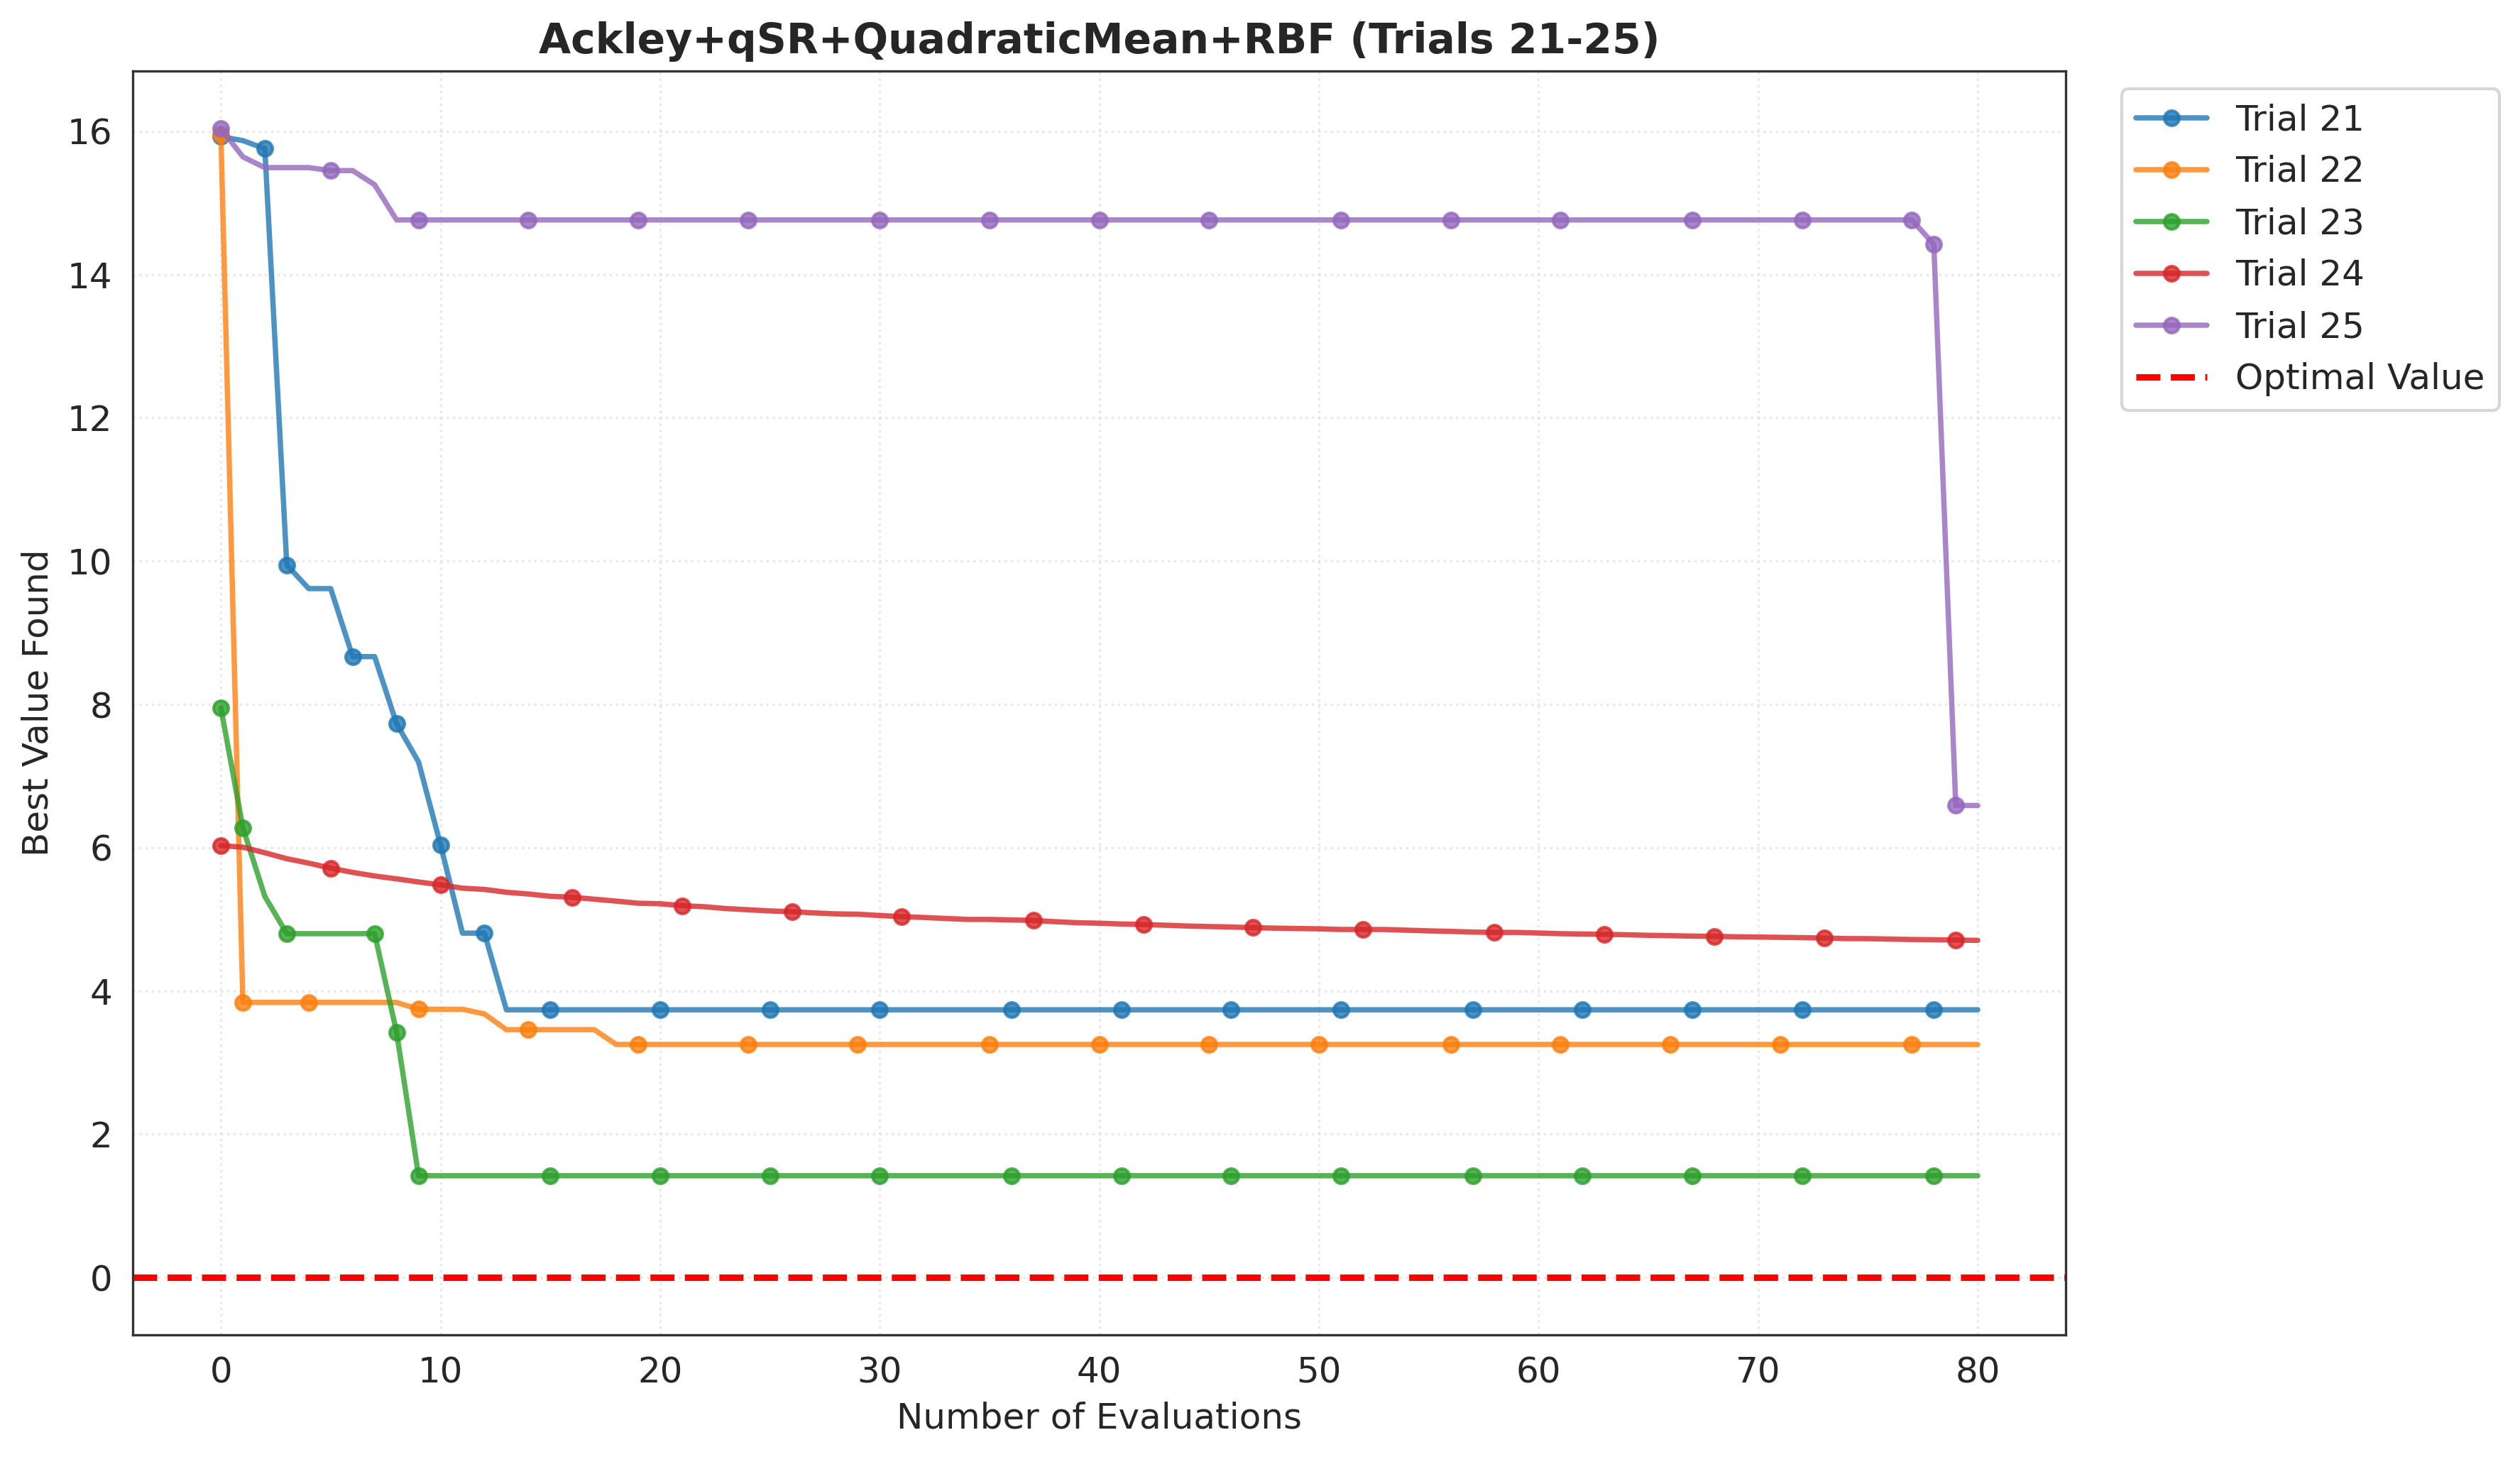 Ackley+qSR+QuadraticMean+RBF (Trials 21-25)
Best Value Found
16
14
12
10
8
6
4
2
0
0 10 20 30 40 50 60 70 80
Number of Evaluations
Trial 21
Trial 22
Trial 23
Trial 24
Trial 25
Optimal Value